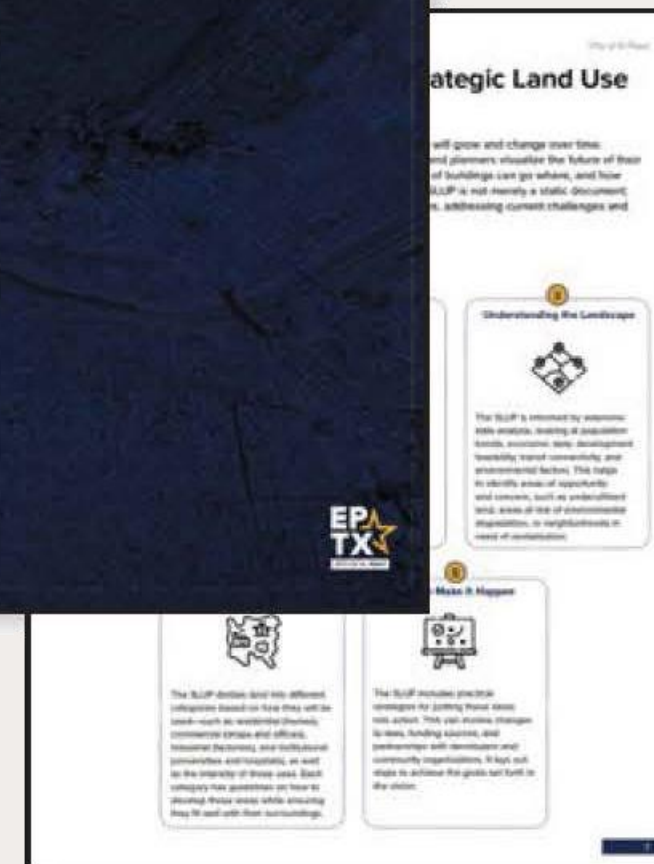 City of El Paso
ategic Land Use
will grow and change over time.
and planners visualize the future of their
of buildings can go where, and how
SLUP is not merely a static document;
addressing current challenges and
Understanding the Landscape
The SLUP is informed by extensive
data analysis, looking at population
trends, economic data, development
feasibility, transit connectivity, and
environmental factors. This helps
to identify areas of opportunity
and concern, such as underutilized
land, areas at risk of environmental
degradation, or neighborhoods in
need of revitalization.
EP
TX
5
Make It Happen
The SLUP divides land into different
categories based on how they will be
used—such as residential (homes),
commercial (shops and offices),
industrial (factories), and institutional
(universities and hospitals), as well
as the intensity of those uses. Each
category has guidelines on how to
develop those areas while ensuring
they fit well with their surroundings.
The SLUP includes practical
strategies for putting these ideas
into action. This can involve changes
to laws, funding sources, and
partnerships with developers and
community organizations. It lays out
steps to achieve the goals set forth in
the vision.
7